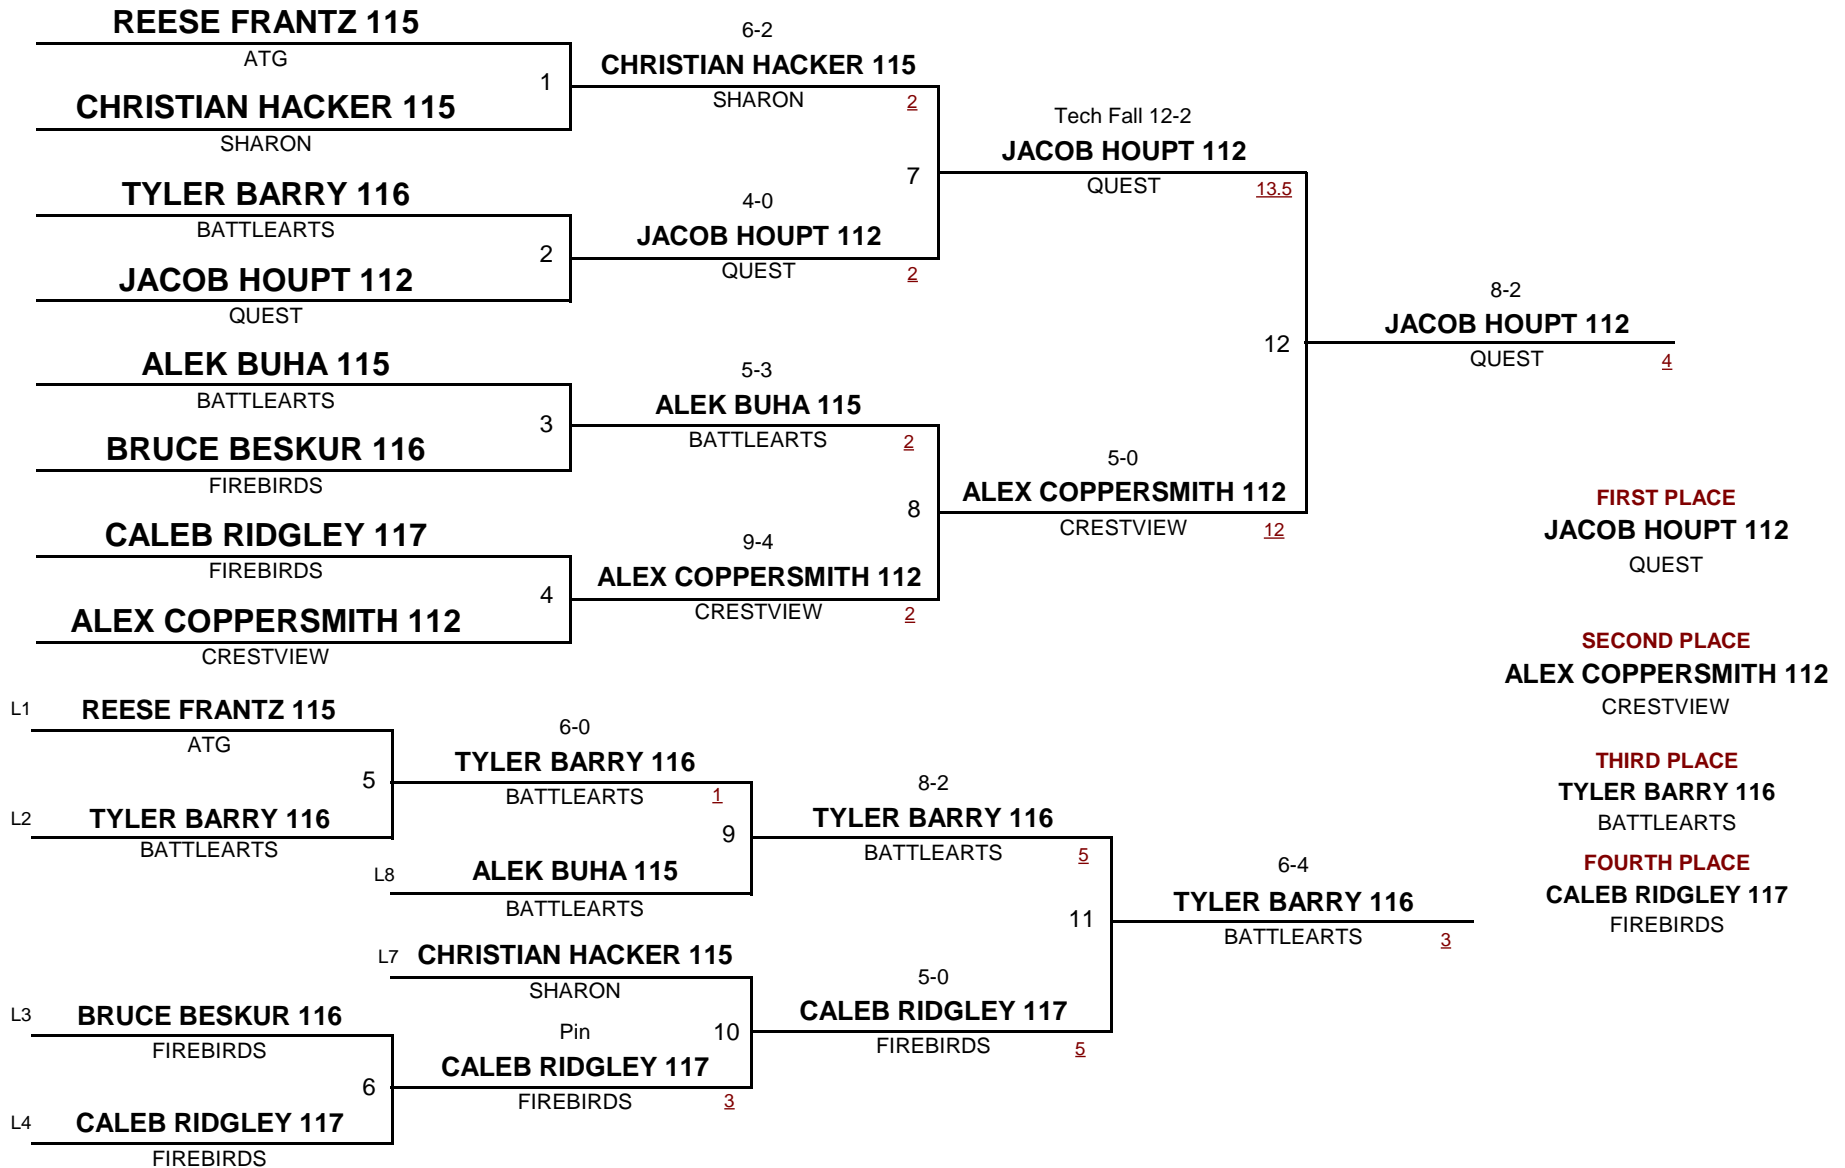 REESE FRANTZ 115
ATG
1
CHRISTIAN HACKER 115
SHARON
TYLER BARRY 116
BATTLEARTS
2
JACOB HOUPT 112
QUEST
ALEK BUHA 115
BATTLEARTS
3
BRUCE BESKUR 116
FIREBIRDS
CALEB RIDGLEY 117
FIREBIRDS
4
ALEX COPPERSMITH 112
CRESTVIEW
6-2
CHRISTIAN HACKER 115
SHARON 2
7
4-0
JACOB HOUPT 112
QUEST 2
5-3
ALEK BUHA 115
BATTLEARTS 2
8
9-4
ALEX COPPERSMITH 112
CRESTVIEW 2
Tech Fall 12-2
JACOB HOUPT 112
QUEST 13.5
12
5-0
ALEX COPPERSMITH 112
CRESTVIEW 12
8-2
JACOB HOUPT 112
QUEST 4
L1 REESE FRANTZ 115
ATG
5
L2 TYLER BARRY 116
BATTLEARTS
L3 BRUCE BESKUR 116
FIREBIRDS
6
L4 CALEB RIDGLEY 117
FIREBIRDS
6-0
TYLER BARRY 116
BATTLEARTS 1
9
L8 ALEK BUHA 115
BATTLEARTS
L7 CHRISTIAN HACKER 115
SHARON
Pin 10
CALEB RIDGLEY 117
FIREBIRDS 3
8-2
TYLER BARRY 116
BATTLEARTS 5
11
5-0
CALEB RIDGLEY 117
FIREBIRDS 5
6-4
TYLER BARRY 116
BATTLEARTS 3
FIRST PLACE
JACOB HOUPT 112
QUEST
SECOND PLACE
ALEX COPPERSMITH 112
CRESTVIEW
THIRD PLACE
TYLER BARRY 116
BATTLEARTS
FOURTH PLACE
CALEB RIDGLEY 117
FIREBIRDS